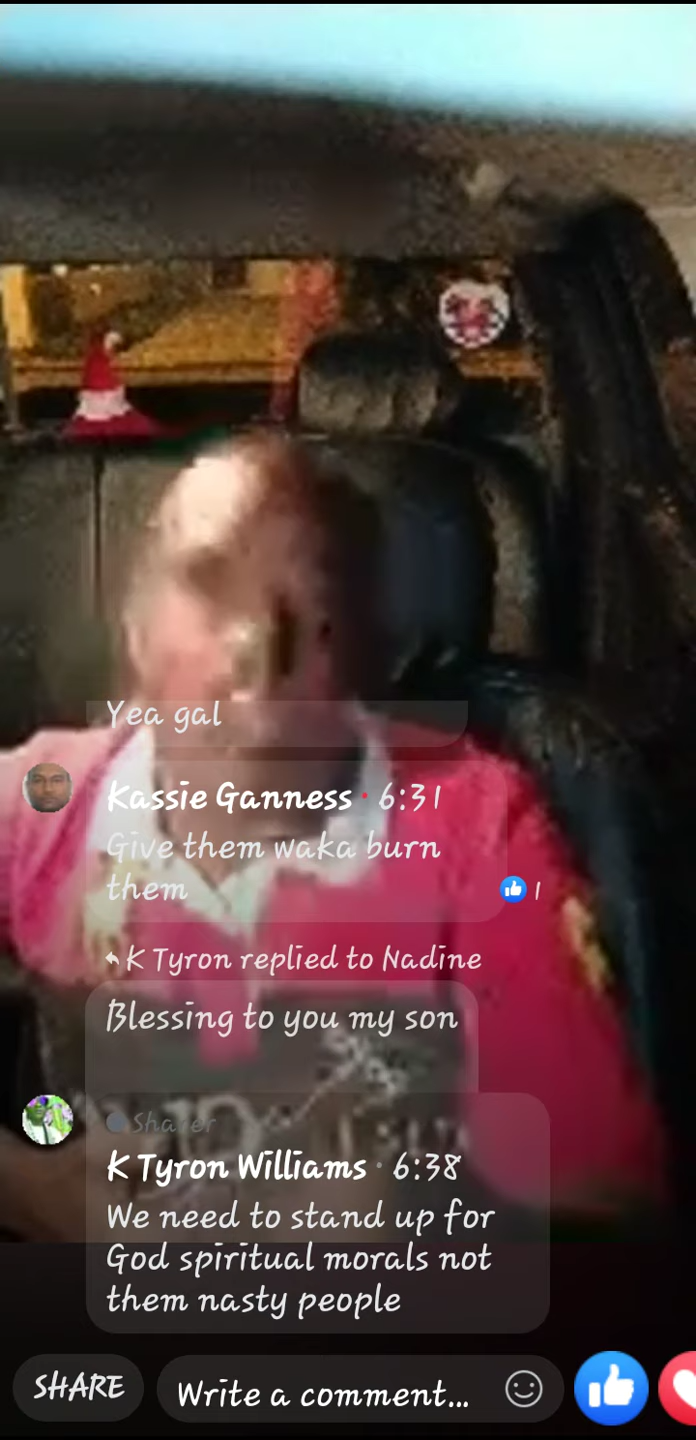 Yea gal
Kassie Ganness · 6:31
Give them waka burn
them
1
K Tyron replied to Nadine
Blessing to you my son
Sharer
K Tyron Williams · 6:38
We need to stand up for
God spiritual morals not
them nasty people
SHARE
Write a comment...